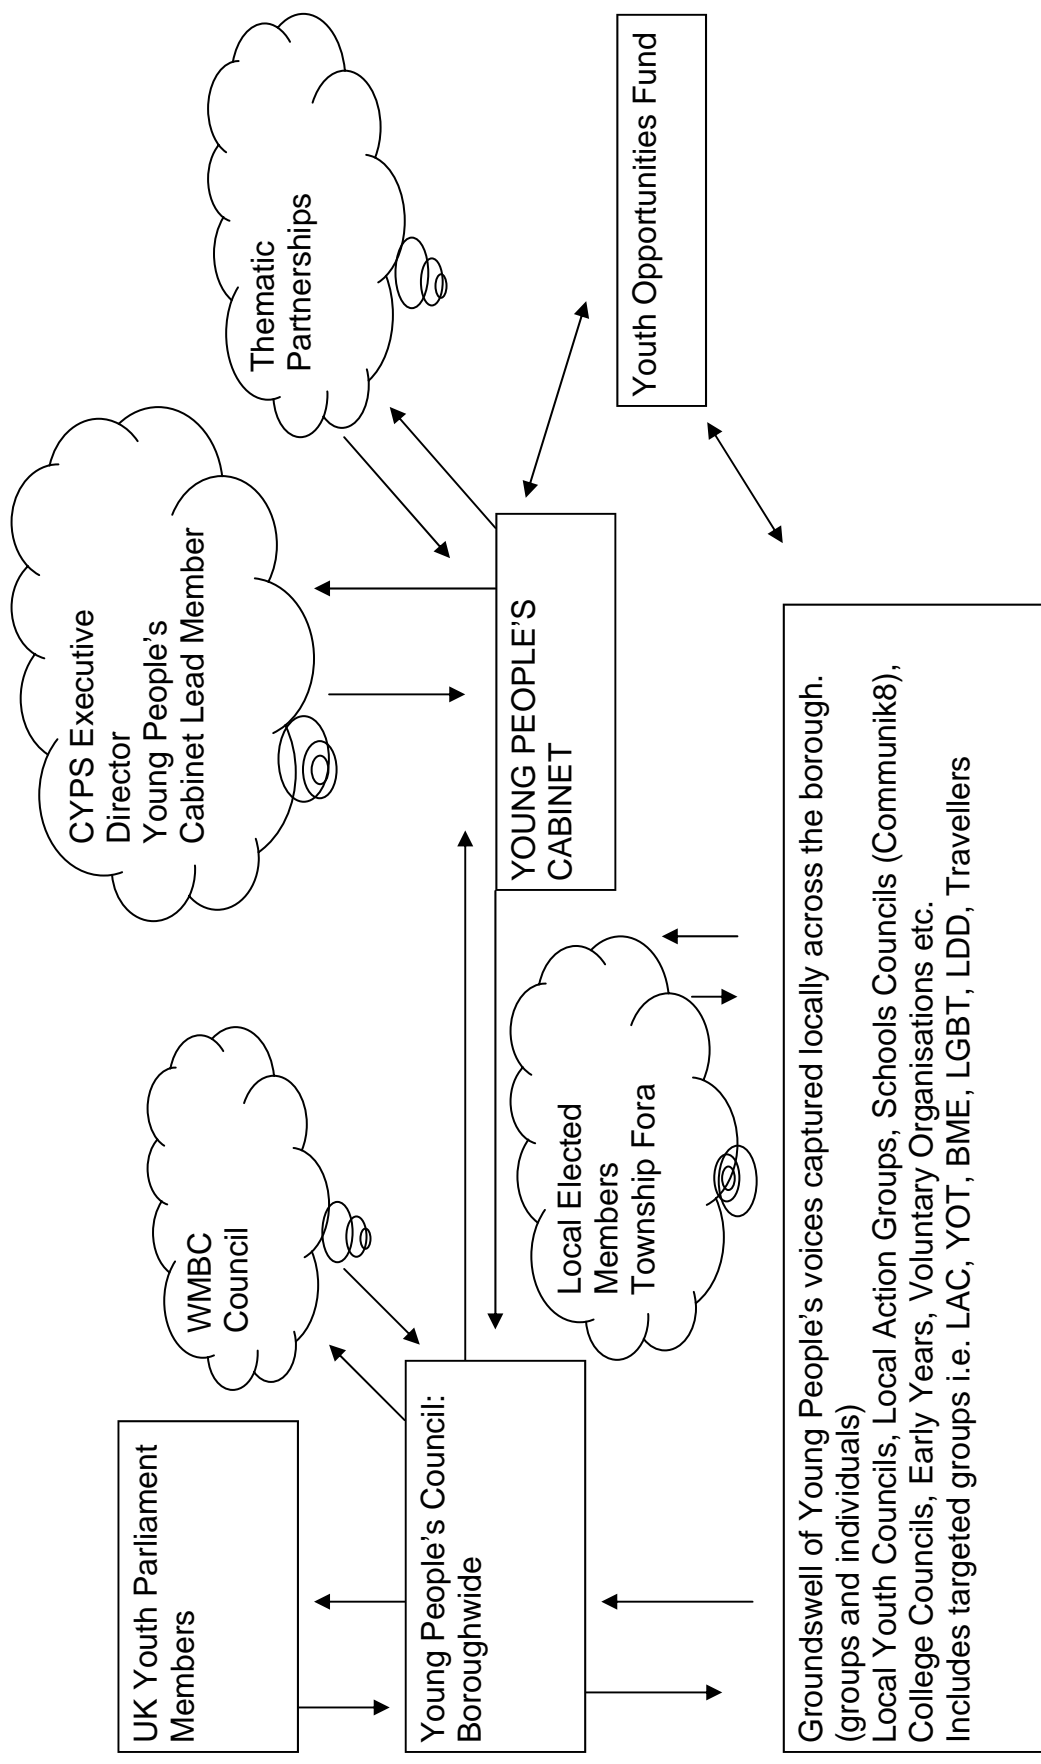 UK Youth Parliament
Members
WMBC
Council
CYPS Executive
Director
Young People's
Cabinet Lead Member
Thematic
Partnerships
Young People's Council:
Boroughwide
Local Elected
Members
Township Fora
YOUNG PEOPLE'S
CABINET
Youth Opportunities Fund
Groundswell of Young People's voices captured locally across the borough.
(groups and individuals)
Local Youth Councils, Local Action Groups, Schools Councils (Communik8),
College Councils, Early Years, Voluntary Organisations etc.
Includes targeted groups i.e. LAC, YOT, BME, LGBT, LDD, Travellers